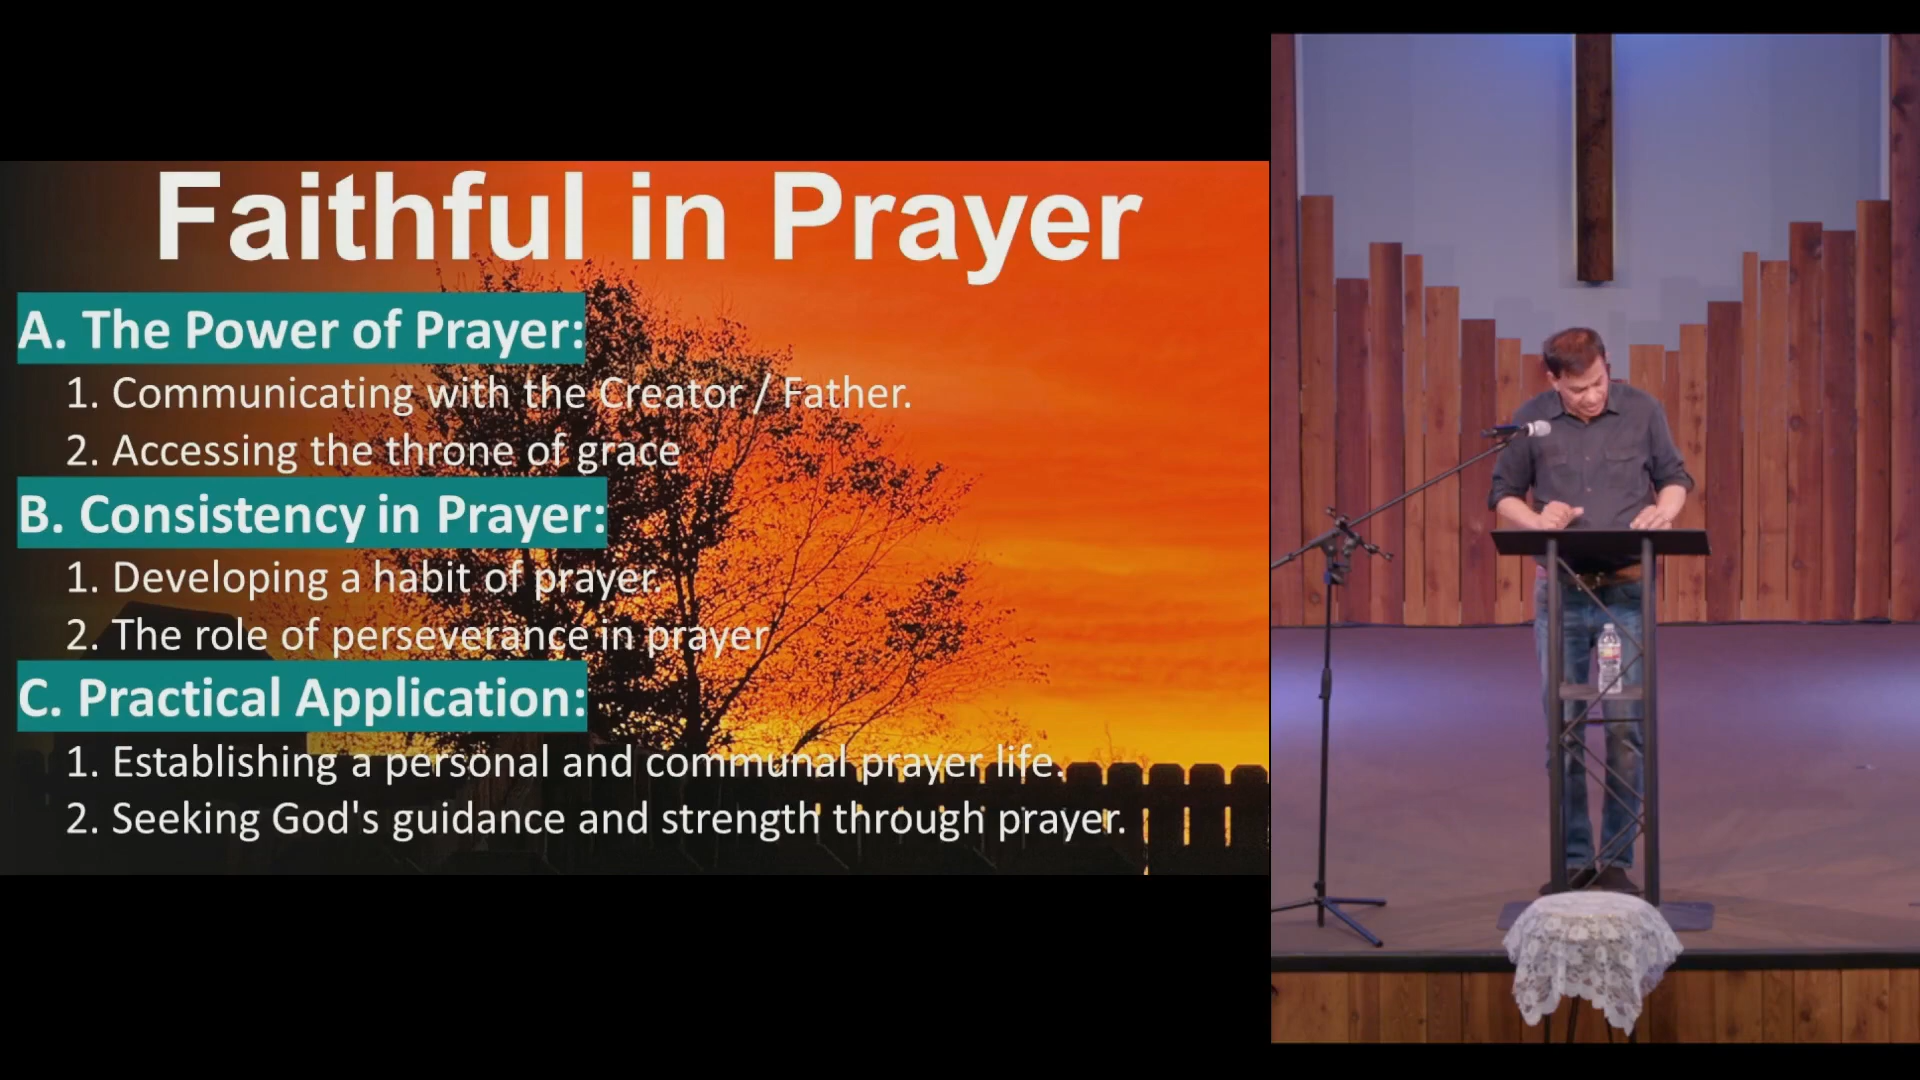 Faithful in Prayer
A. The Power of Prayer:
1. Communicating with the Creator / Father.
2. Accessing the throne of grace
B. Consistency in Prayer:
1. Developing a habit of prayer.
2. The role of perseverance in prayer
C. Practical Application:
1. Establishing a personal and communal prayer life.
2. Seeking God's guidance and strength through prayer.